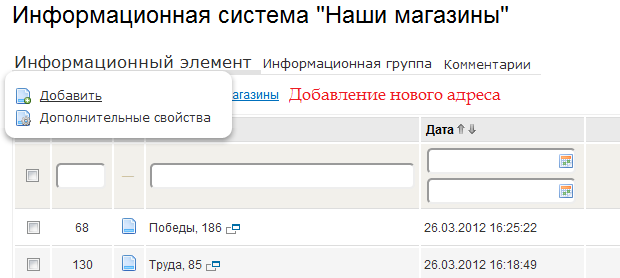 Информационная система "Наши магазины"
Информационный элемент Информационная группа Комментарии
Добавить
агазины Добавление нового адреса
Дополнительные свойства
Дата
68 Победы, 186 26.03.2012 16:25:22
130 Труда, 85 26.03.2012 16:18:49